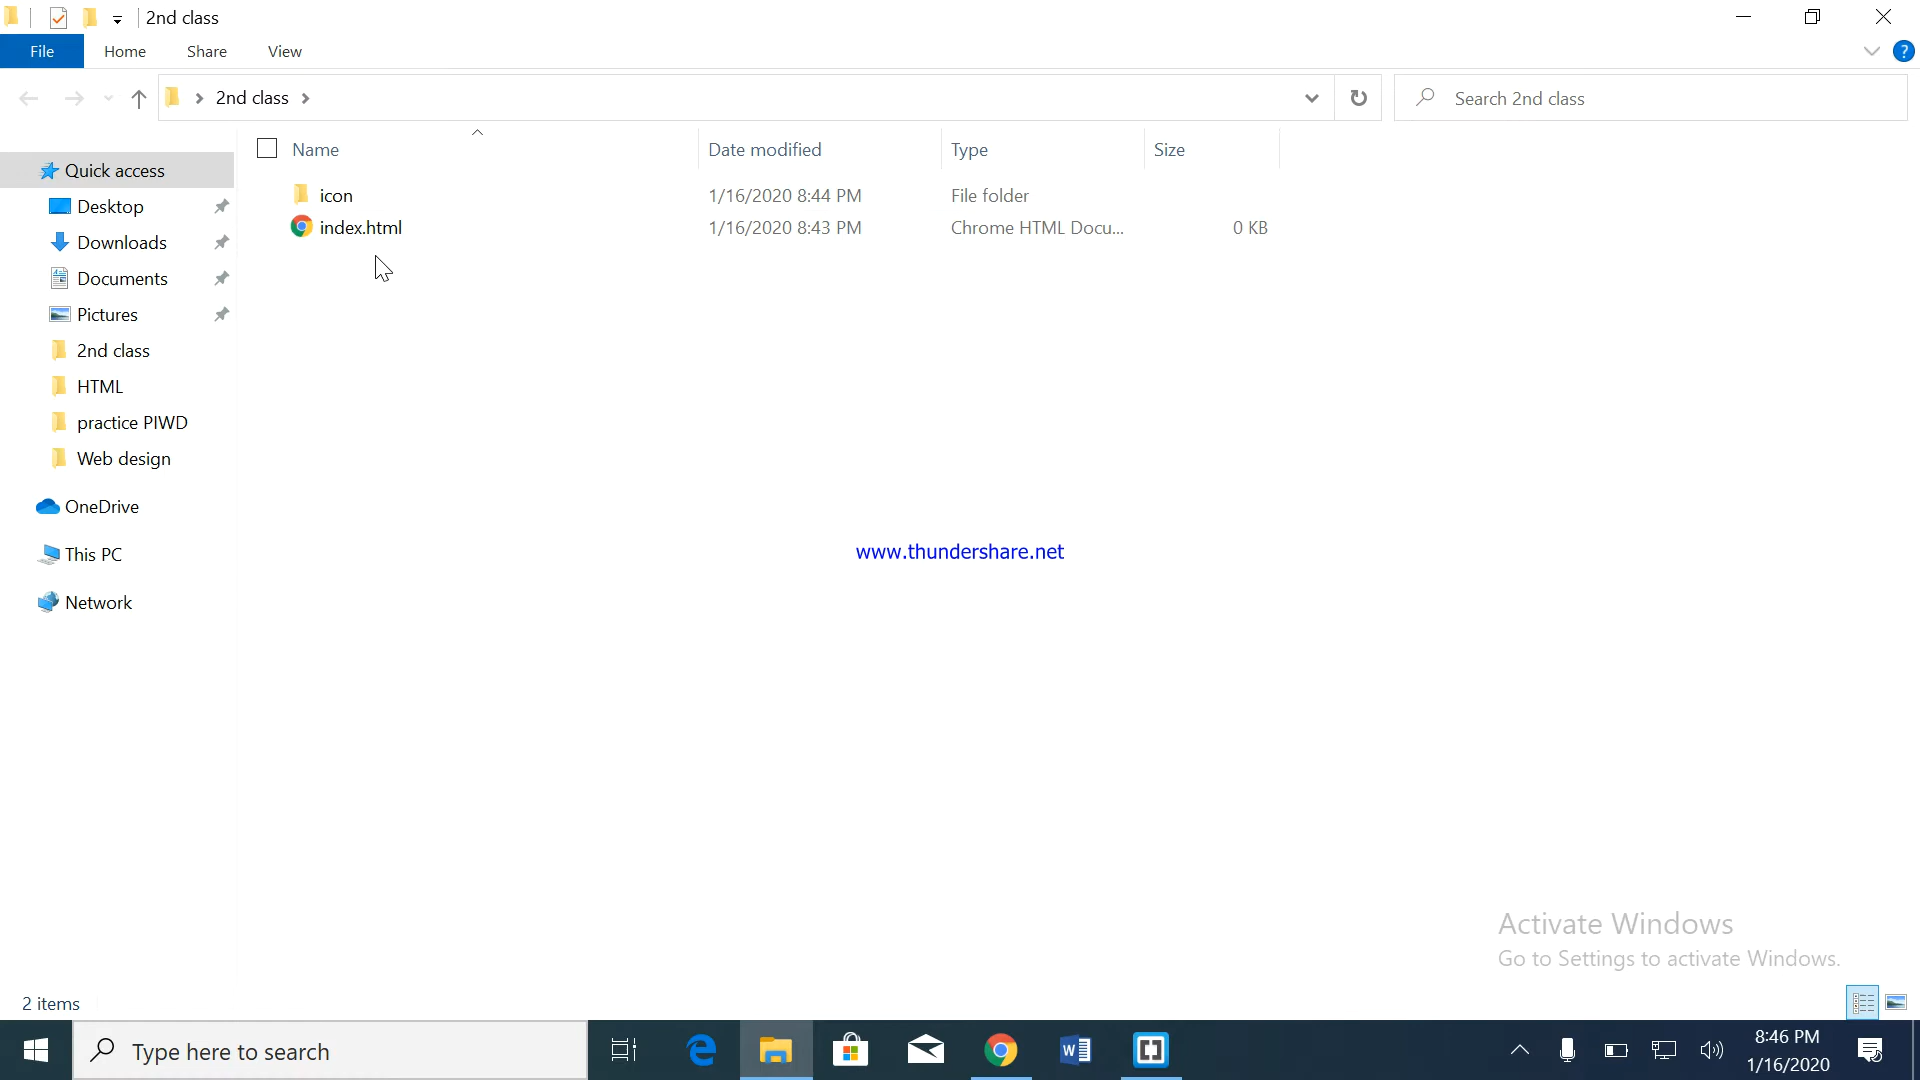 2nd class
File Home Share View
2nd class
Search 2nd class
Name Date modified Type Size
icon 1/16/2020 8:44 PM File folder
index.html 1/16/2020 8:43 PM Chrome HTML Docu... 0 KB
Quick access
Desktop
Downloads
Documents
Pictures
2nd class
HTML
practice PIWD
Web design
OneDrive
This PC
Network
www.thundershare.net
Activate Windows
Go to Settings to activate Windows.
2 items
Type here to search
8:46 PM
1/16/2020